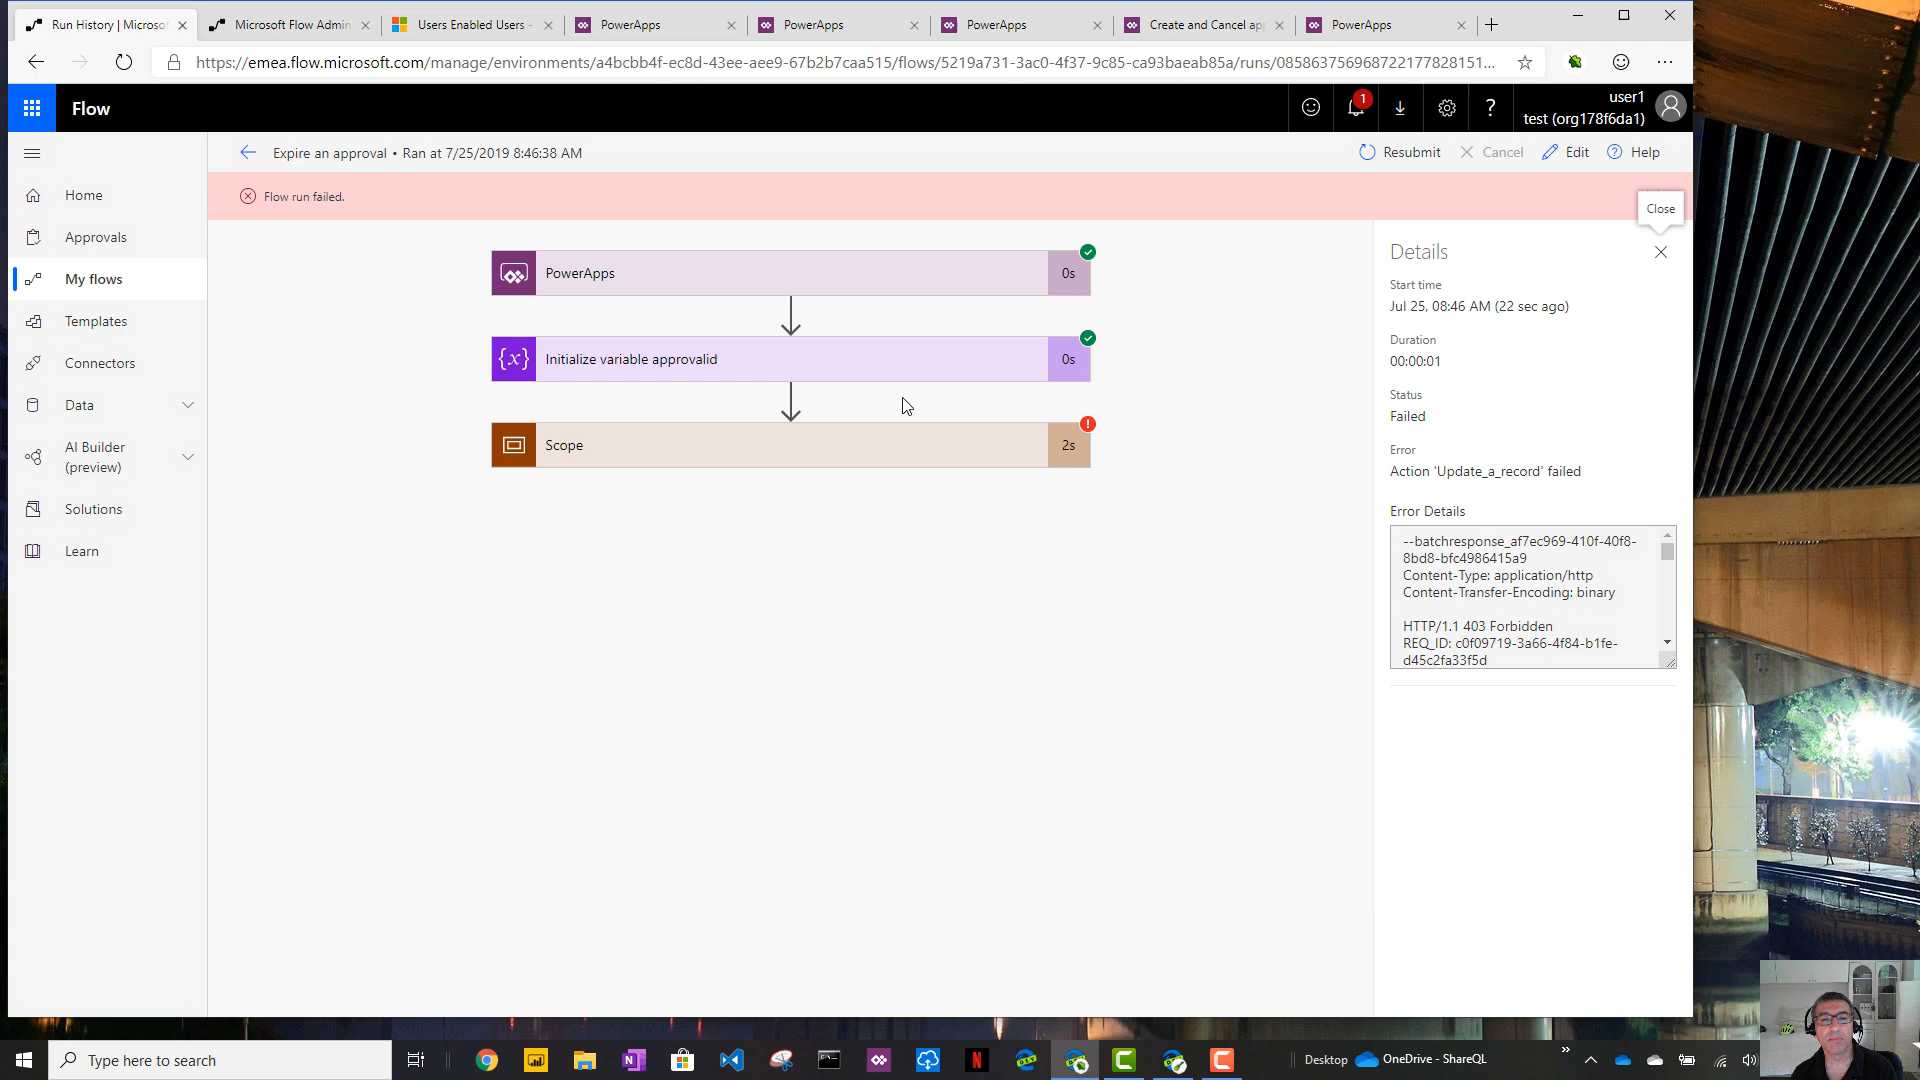 Run History | Microsof
Microsoft Flow Admin
Users Enabled Users -
PowerApps
PowerApps
PowerApps
Create and Cancel app
PowerApps
https://emea.flow.microsoft.com/manage/environments/a4bcbb4f-ec8d-43ee-aee9-67b2b7caa515/flows/5219a731-3ac0-4f37-9c85-ca93baeab85a/runs/085863756968722177828151...
Flow
1
?
user1
test (org178f6da1)
Expire an approval • Ran at 7/25/2019 8:46:38 AM
Resubmit
Cancel
Edit
Help
Flow run failed.
Close
Home
Approvals
My flows
Templates
Connectors
Data
AI Builder
(preview)
Solutions
Learn
PowerApps
0s
{x}
Initialize variable approvalid
0s
Scope
2s
Details
Start time
Jul 25, 08:46 AM (22 sec ago)
Duration
00:00:01
Status
Failed
Error
Action 'Update_a_record' failed
Error Details
--batchresponse_af7ec969-410f-40f8-
8bd8-bfc4986415a9
Content-Type: application/http
Content-Transfer-Encoding: binary
HTTP/1.1 403 Forbidden
REQ_ID: c0f09719-3a66-4f84-b1fe-
d45c2fa33f5d
Type here to search
Desktop
OneDrive - ShareQL